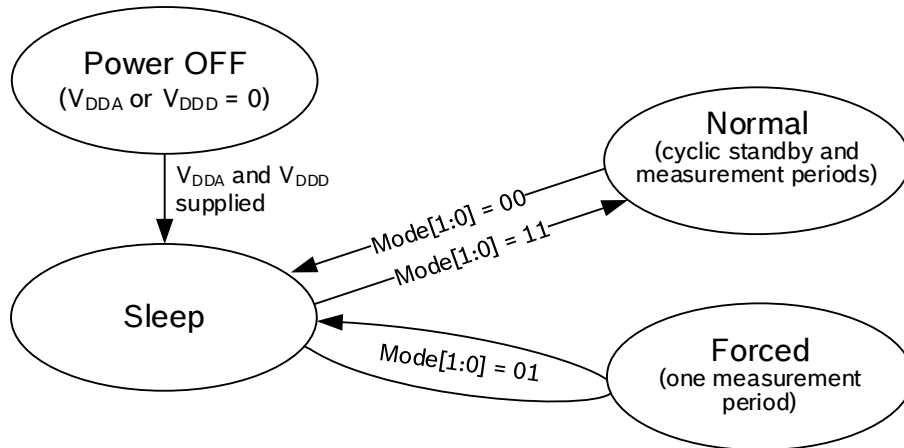 Power OFF
(VDDA or VDDD = 0)
VDDA and VDDD
supplied
Normal
(cyclic standby and
measurement periods)
Mode[1:0] = 00
Mode[1:0] = 11
Sleep
Mode[1:0] = 01
Forced
(one measurement
period)